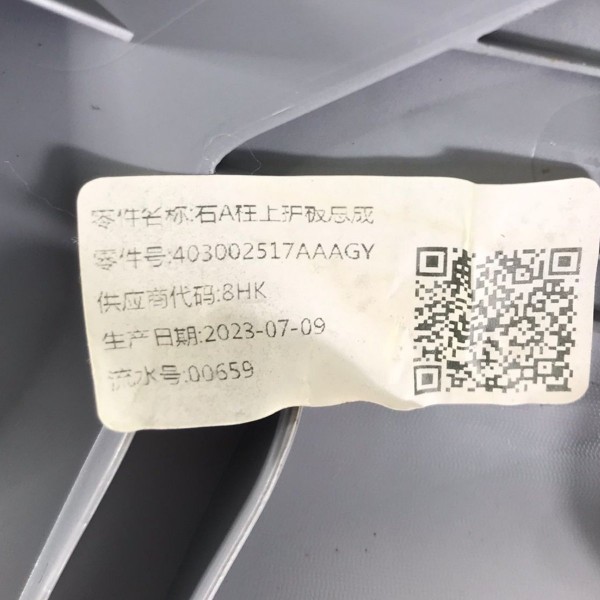 零件名称:右A柱上护板总成
零件号:403002517AAAGY
供应商代码:8HK
生产日期:2023-07-09
流水号:00659